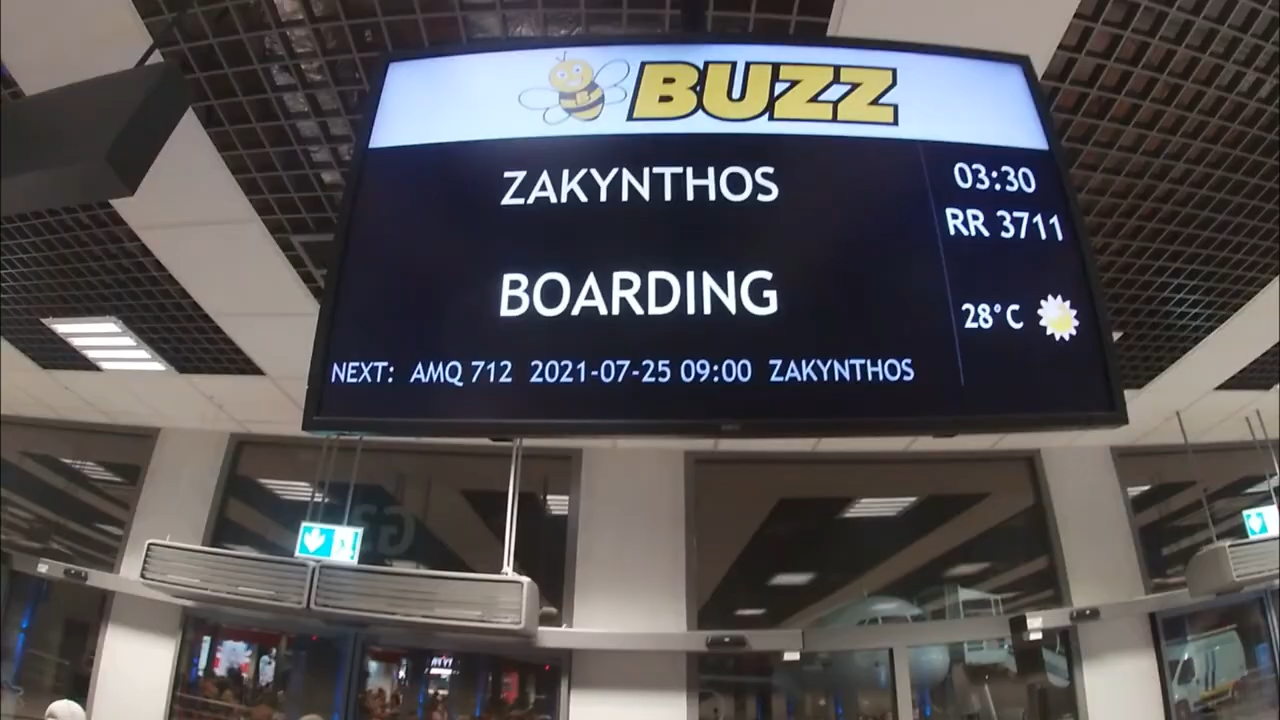 BUZZ
ZAKYNTHOS
03:30
RR 3711
BOARDING
28°C
NEXT: AMQ 712 2021-07-25 09:00 ZAKYNTHOS